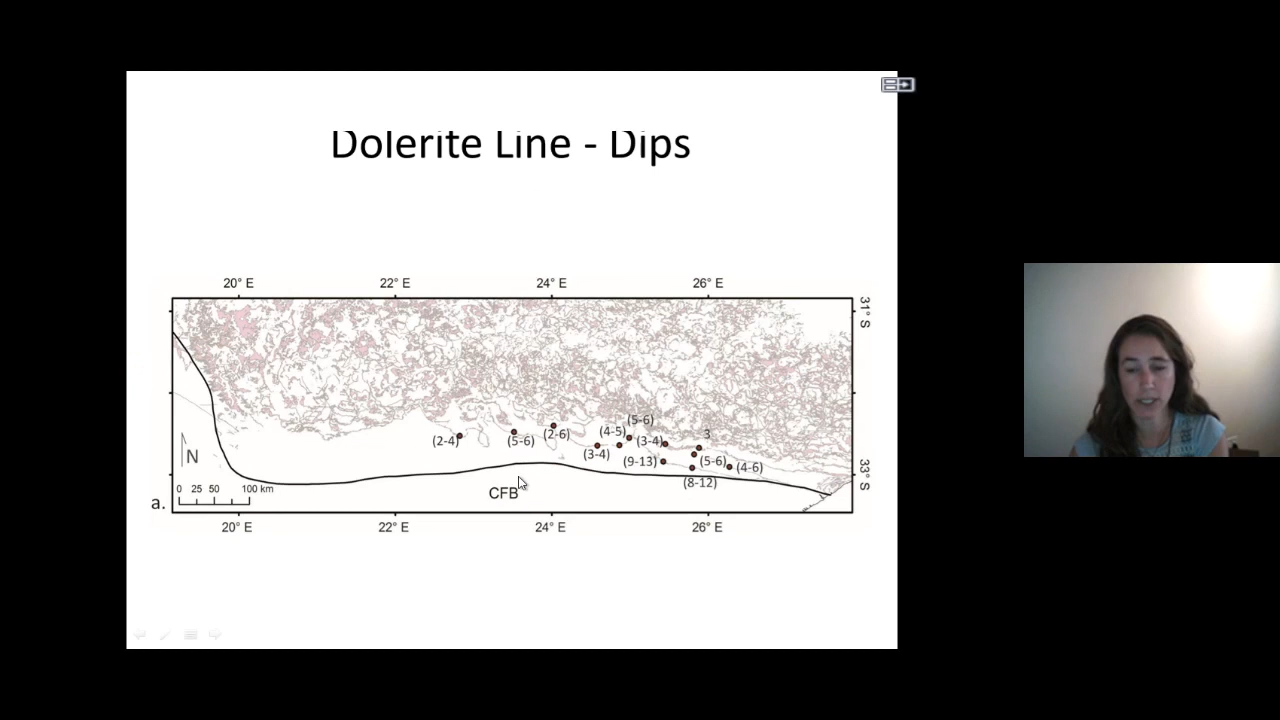 Dolerite Line - Dips
20° E 22° E 24° E 26° E
31° S
(5-6)
(2-4) (5-6) (2-6) (4-5) (3-4) 3
(3-4) (9-13) (5-6) (4-6)
(8-12)
33° S
N
0 25 50 100 km
CFB
a.
20° E 22° E 24° E 26° E